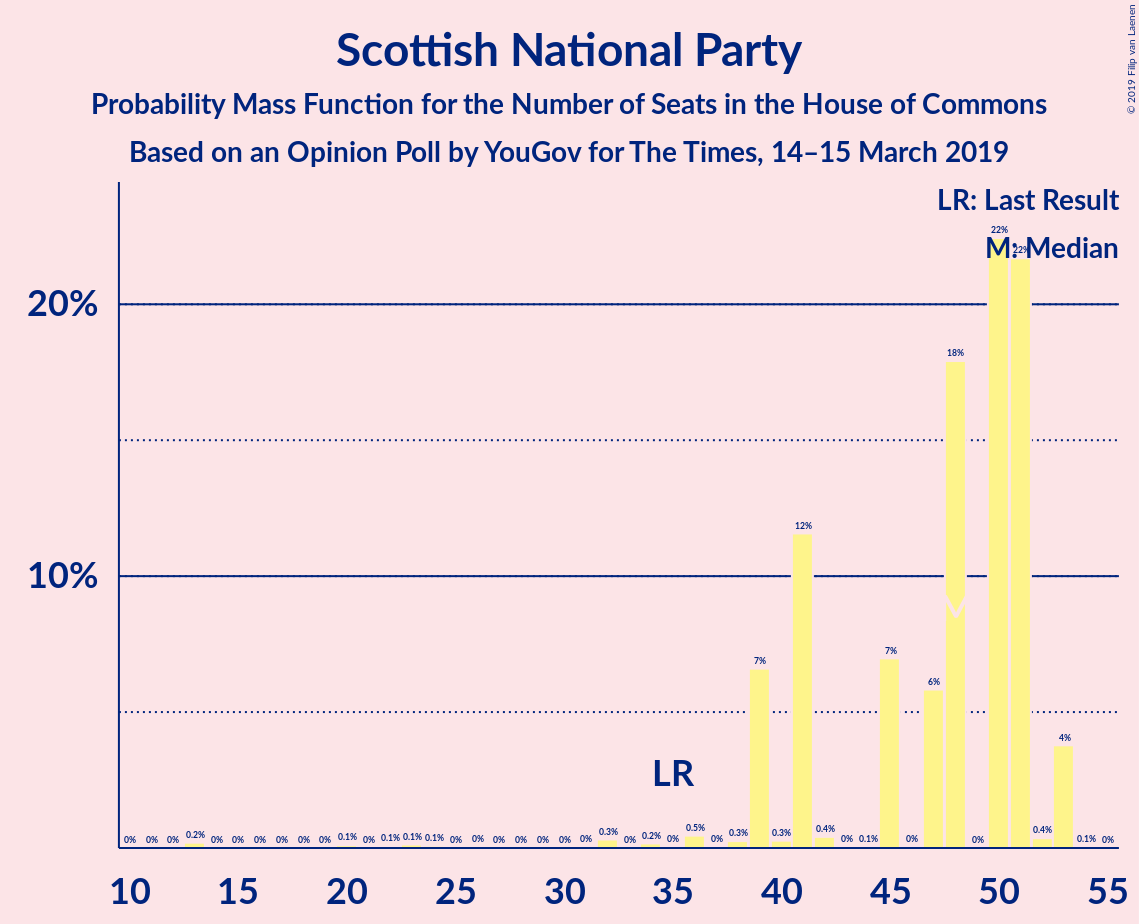 Scottish National Party
Probability Mass Function for the Number of Seats in the House of Commons
Based on an Opinion Poll by YouGov for The Times, 14–15 March 2019
© 2019 Filip van Laenen
LR: Last Result
M: Median
20%
10%
22%
22%
18%
12%
7%
7%
6%
4%
LR
0% 0% 0% 0.2% 0% 0% 0% 0% 0% 0% 0.1% 0% 0.1% 0.1% 0.1% 0% 0% 0% 0% 0% 0% 0% 0.3% 0% 0.2% 0% 0.5% 0% 0.3% 0.3% 0.4% 0% 0.1% 0% 0% 0.4% 0.1% 0%
10 15 20 25 30 35 40 45 50 55